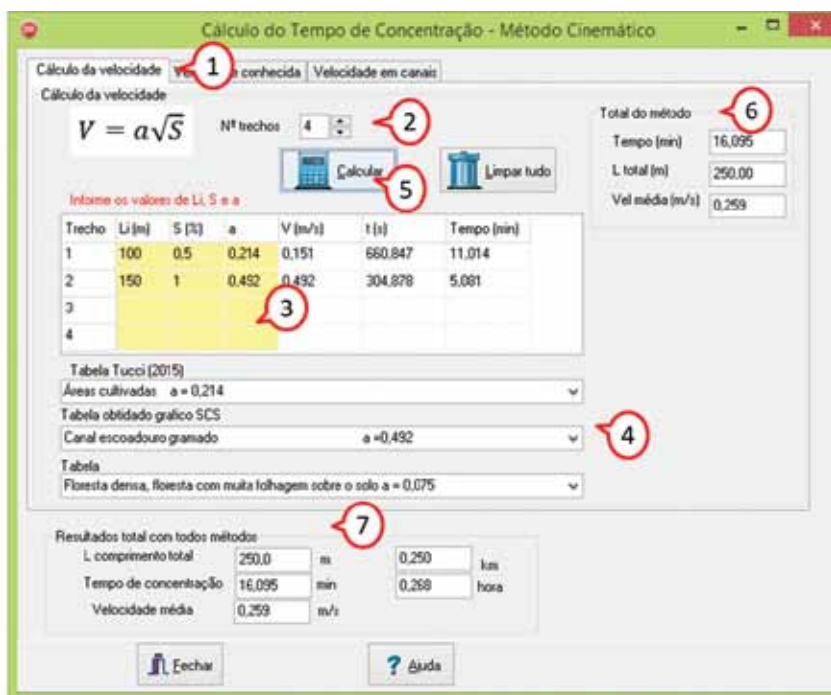 Cálculo do Tempo de Concentração - Método Cinemático
Cálculo da velocidade conhecida Velocidade em canais
1
Cálculo da velocidade
V = a√S
Nº trechos 4
2
Calcular
5
Limpar tudo
Total do método
6
Tempo (min) 16,095
L total (m) 250,00
Vel média (m/s) 0,259
Informe os valores de Li, S e a
Trecho Li (m) S (%) a V (m/s) t (s) Tempo (min)
1 100 0,5 0,214 0,151 660,847 11,014
2 150 1 0,492 0,492 304,878 5,081
3
4
3
Tabela Tucci (2015)
Áreas cultivadas a = 0,214
Tabela obtidado grafico SCS
Canal escoadouro gramado a =0,492
4
Tabela
Floresta densa, floresta com muita folhagem sobre o solo a = 0,075
7
Resultados total con todos métodos
L comprimento total 250,0 m 0,250 km
Tempo de concentração 16,095 min 0,268 hora
Velocidade média 0,259 m/s
Fechar
? Ajuda